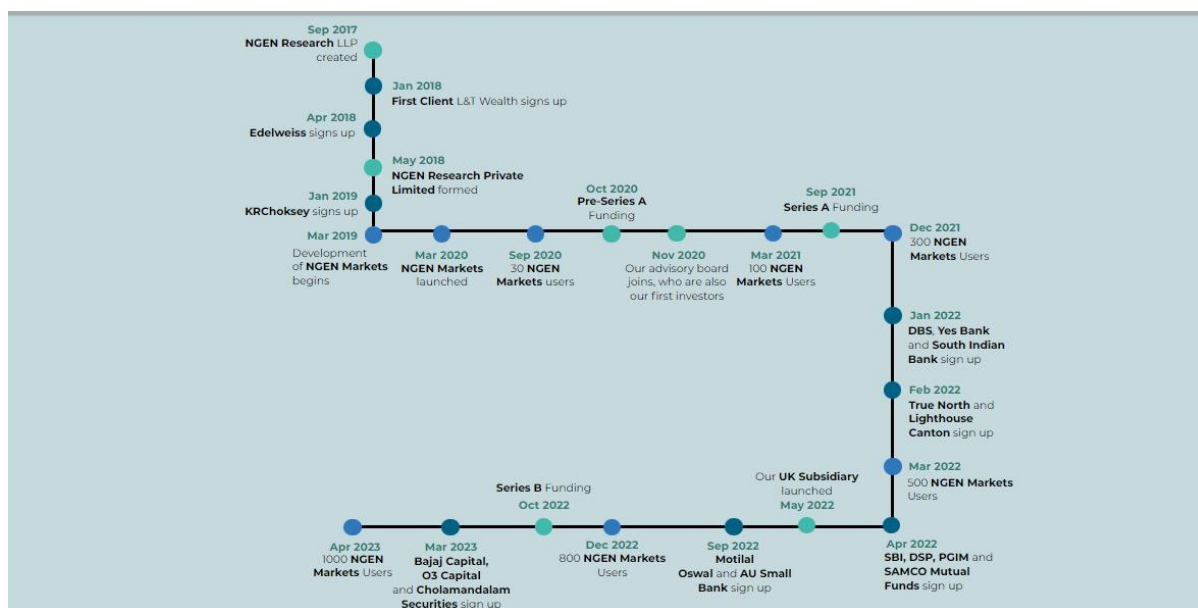 Sep 2017
NGEN Research LLP
created
Jan 2018
First Client L&T Wealth signs up
Apr 2018
Edelweiss signs up
May 2018
NGEN Research Private
Limited formed
Jan 2019
KRChoksey signs up
Mar 2019
Development
of NGEN Markets
begins
Mar 2020
NGEN Markets
launched
Sep 2020
30 NGEN
Markets users
Oct 2020
Pre-Series A
Funding
Nov 2020
Our advisory board
joins, who are also
our first investors
Mar 2021
100 NGEN
Markets Users
Sep 2021
Series A Funding
Dec 2021
300 NGEN
Markets Users
Jan 2022
DBS, Yes Bank
and South Indian
Bank sign up
Feb 2022
True North and
Lighthouse
Canton sign up
Mar 2022
500 NGEN Markets
Users
Apr 2022
SBI, DSP, PGIM and
SAMCO Mutual
Funds sign up
Our UK Subsidiary
launched
May 2022
Sep 2022
Motilal
Oswal and AU Small
Bank sign up
Dec 2022
800 NGEN Markets
Users
Series B Funding
Oct 2022
Mar 2023
Bajaj Capital,
O3 Capital
and Cholamandalam
Securities sign up
Apr 2023
1000 NGEN
Markets Users